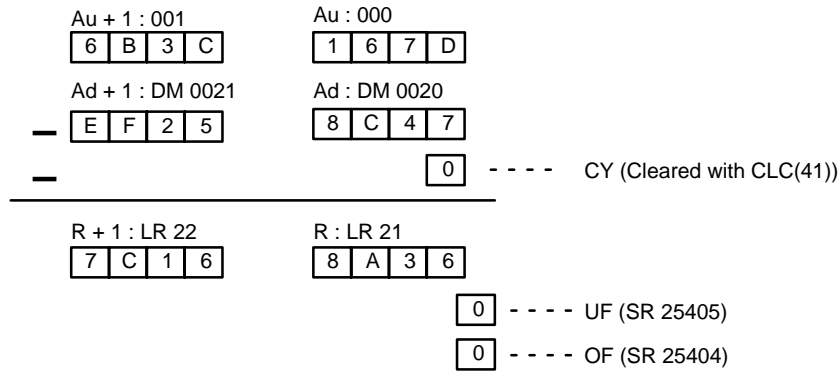 Au + 1 : 001 Au : 000
6 B 3 C 1 6 7 D
Ad + 1 : DM 0021 Ad : DM 0020
– E F 2 5 8 C 4 7
– 0 - - - - CY (Cleared with CLC(41))
R + 1 : LR 22 R : LR 21
7 C 1 6 8 A 3 6
0 - - - - UF (SR 25405)
0 - - - - OF (SR 25404)